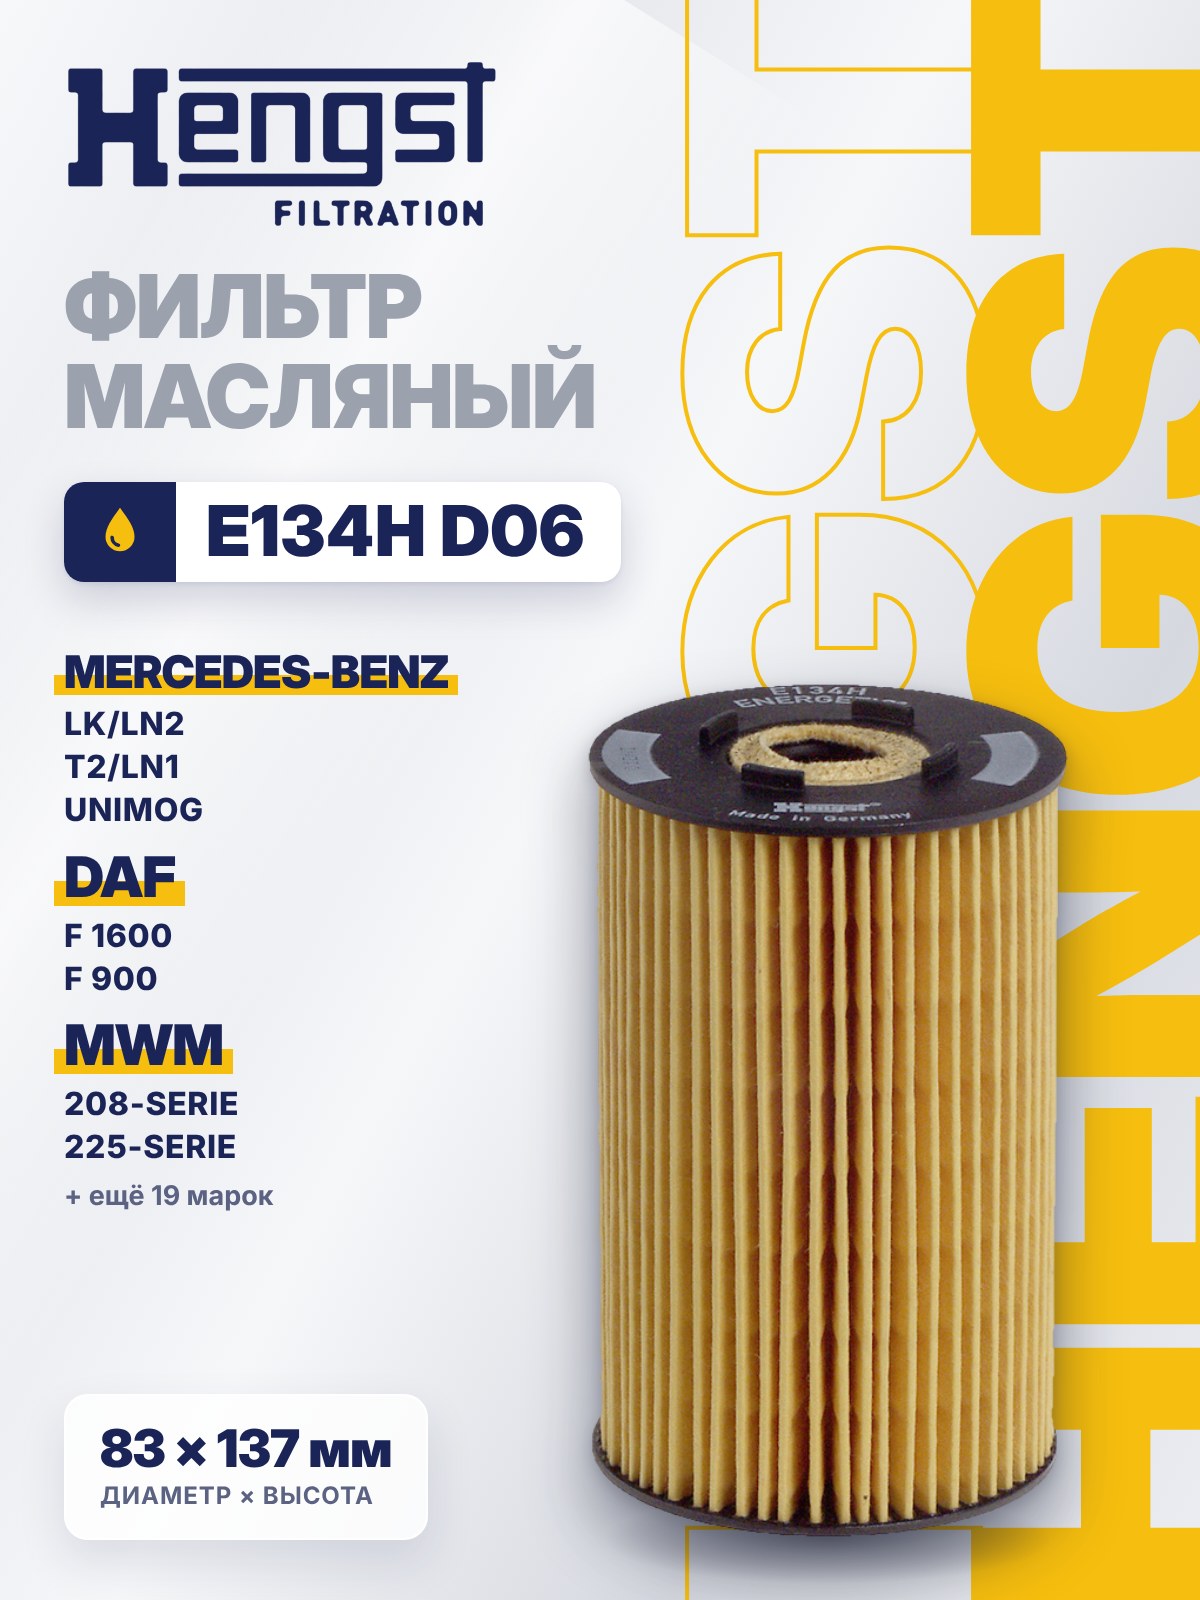 Hengst
FILTRATION
ФИЛЬТР
МАСЛЯНЫЙ
E134H D06
MERCEDES-BENZ
LK/LN2
T2/LN1
UNIMOG
DAF
F 1600
F 900
MWM
208-SERIE
225-SERIE
+ ещё 19 марок
83 × 137 мм
ДИАМЕТР × ВЫСОТА
E134H
Hengst
Made in Germany
HENGST